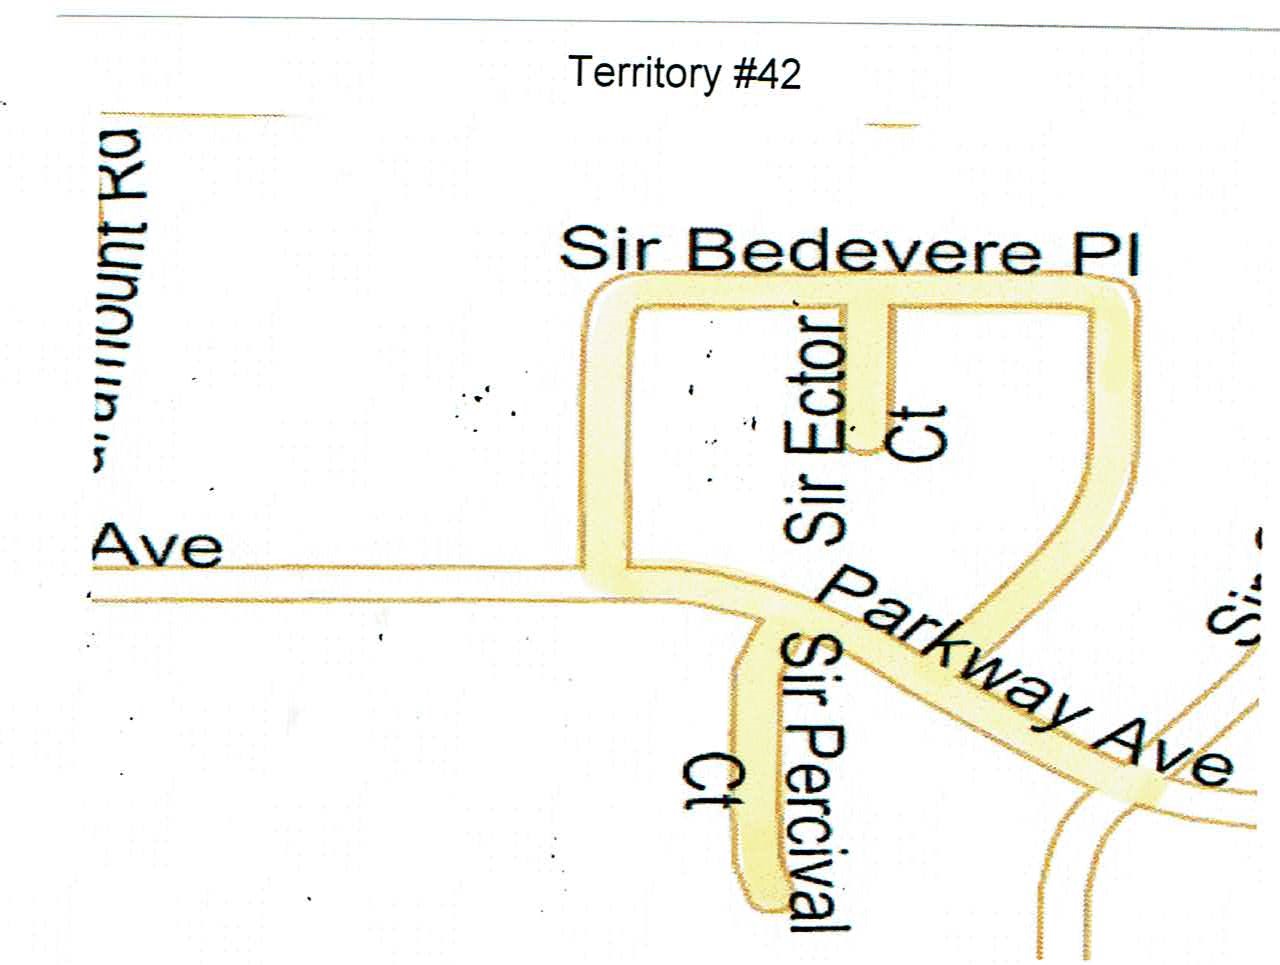 Territory #42
Sir Bedevere Pl
Sir Ector
Ct
Ave
Parkway Ave
Sir Percival
Ct